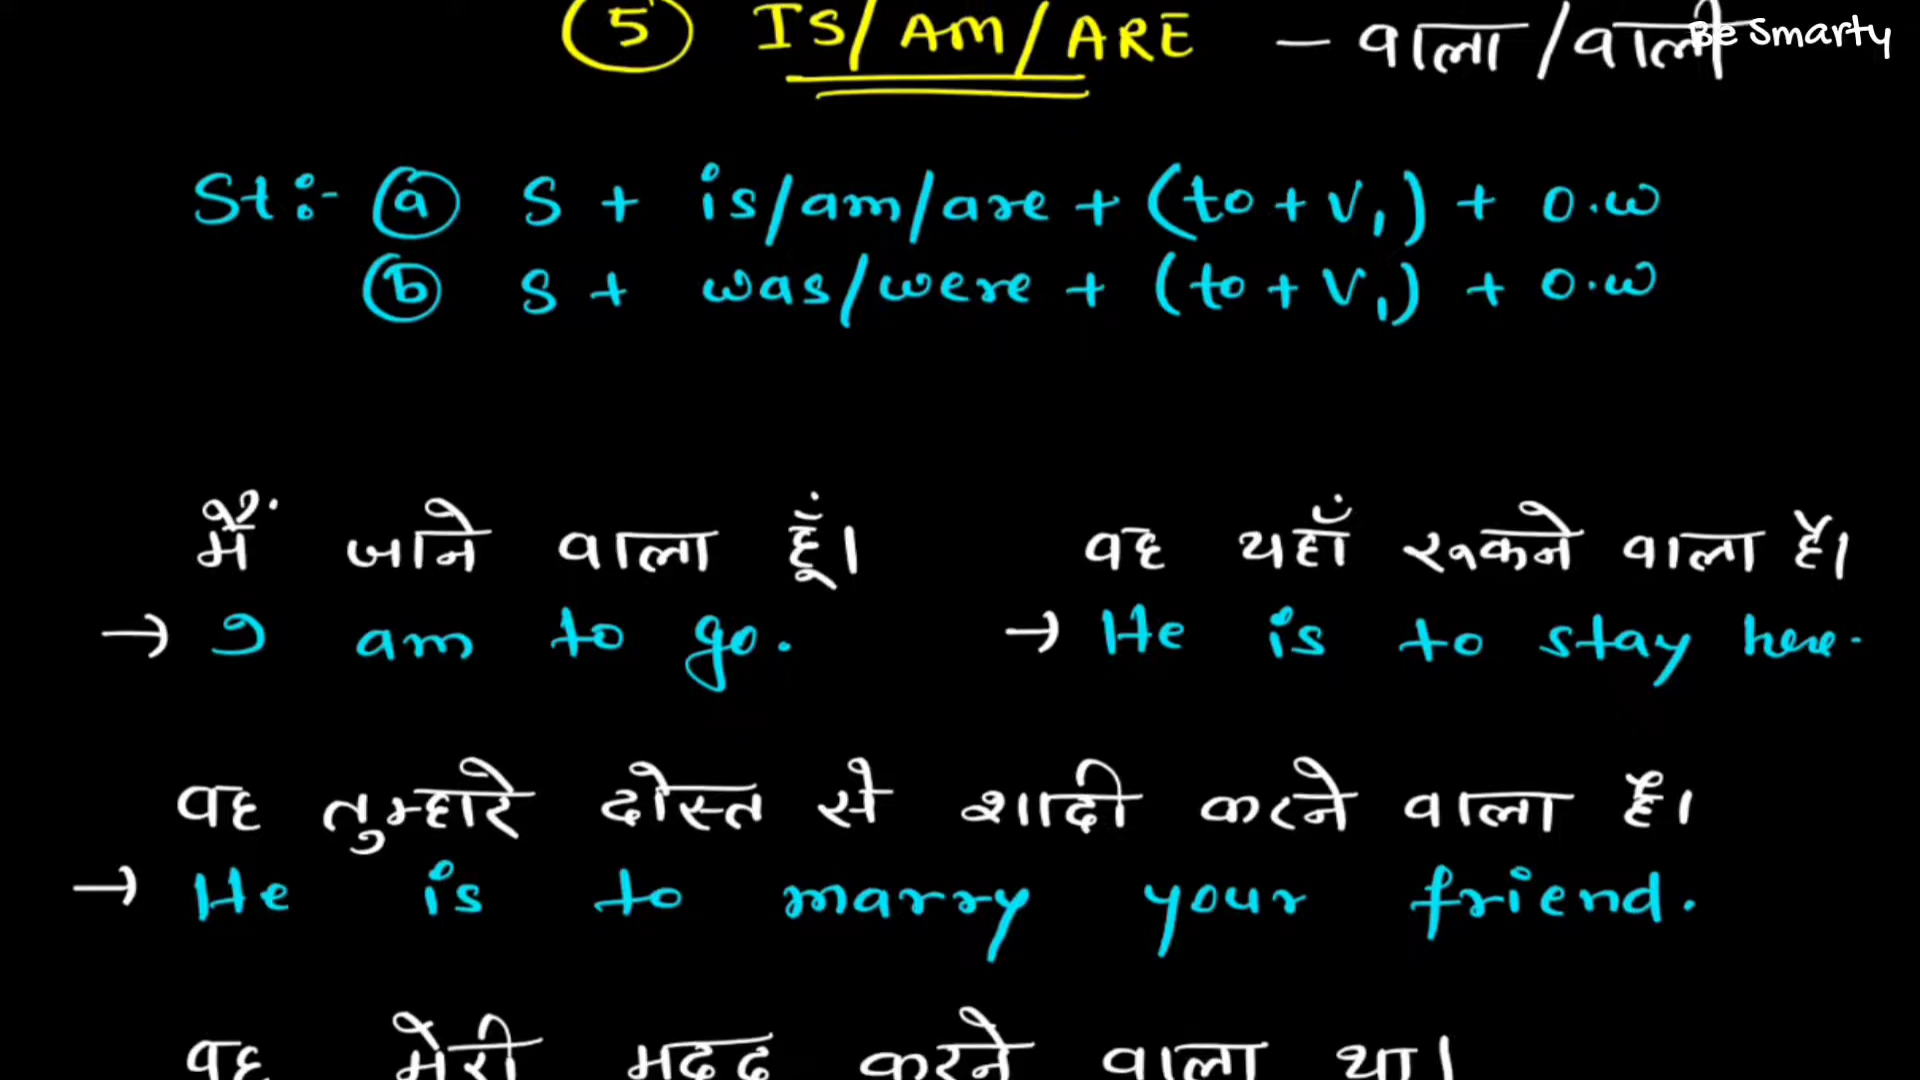 5 IS/AM/ARE - वाला/वाली
Be Smarty
St:- a S + is/am/are + (to + V1) + O.W
b S + was/were + (to + V1) + O.W
मैं जाने वाला हूं।
→ I am to go.
वह यहाँ रूकने वाला है।
→ He is to stay here.
वह तुम्हारे दोस्त से शादी करने वाला है।
→ He is to marry your friend.
वह मेरी मदद करने वाला था।